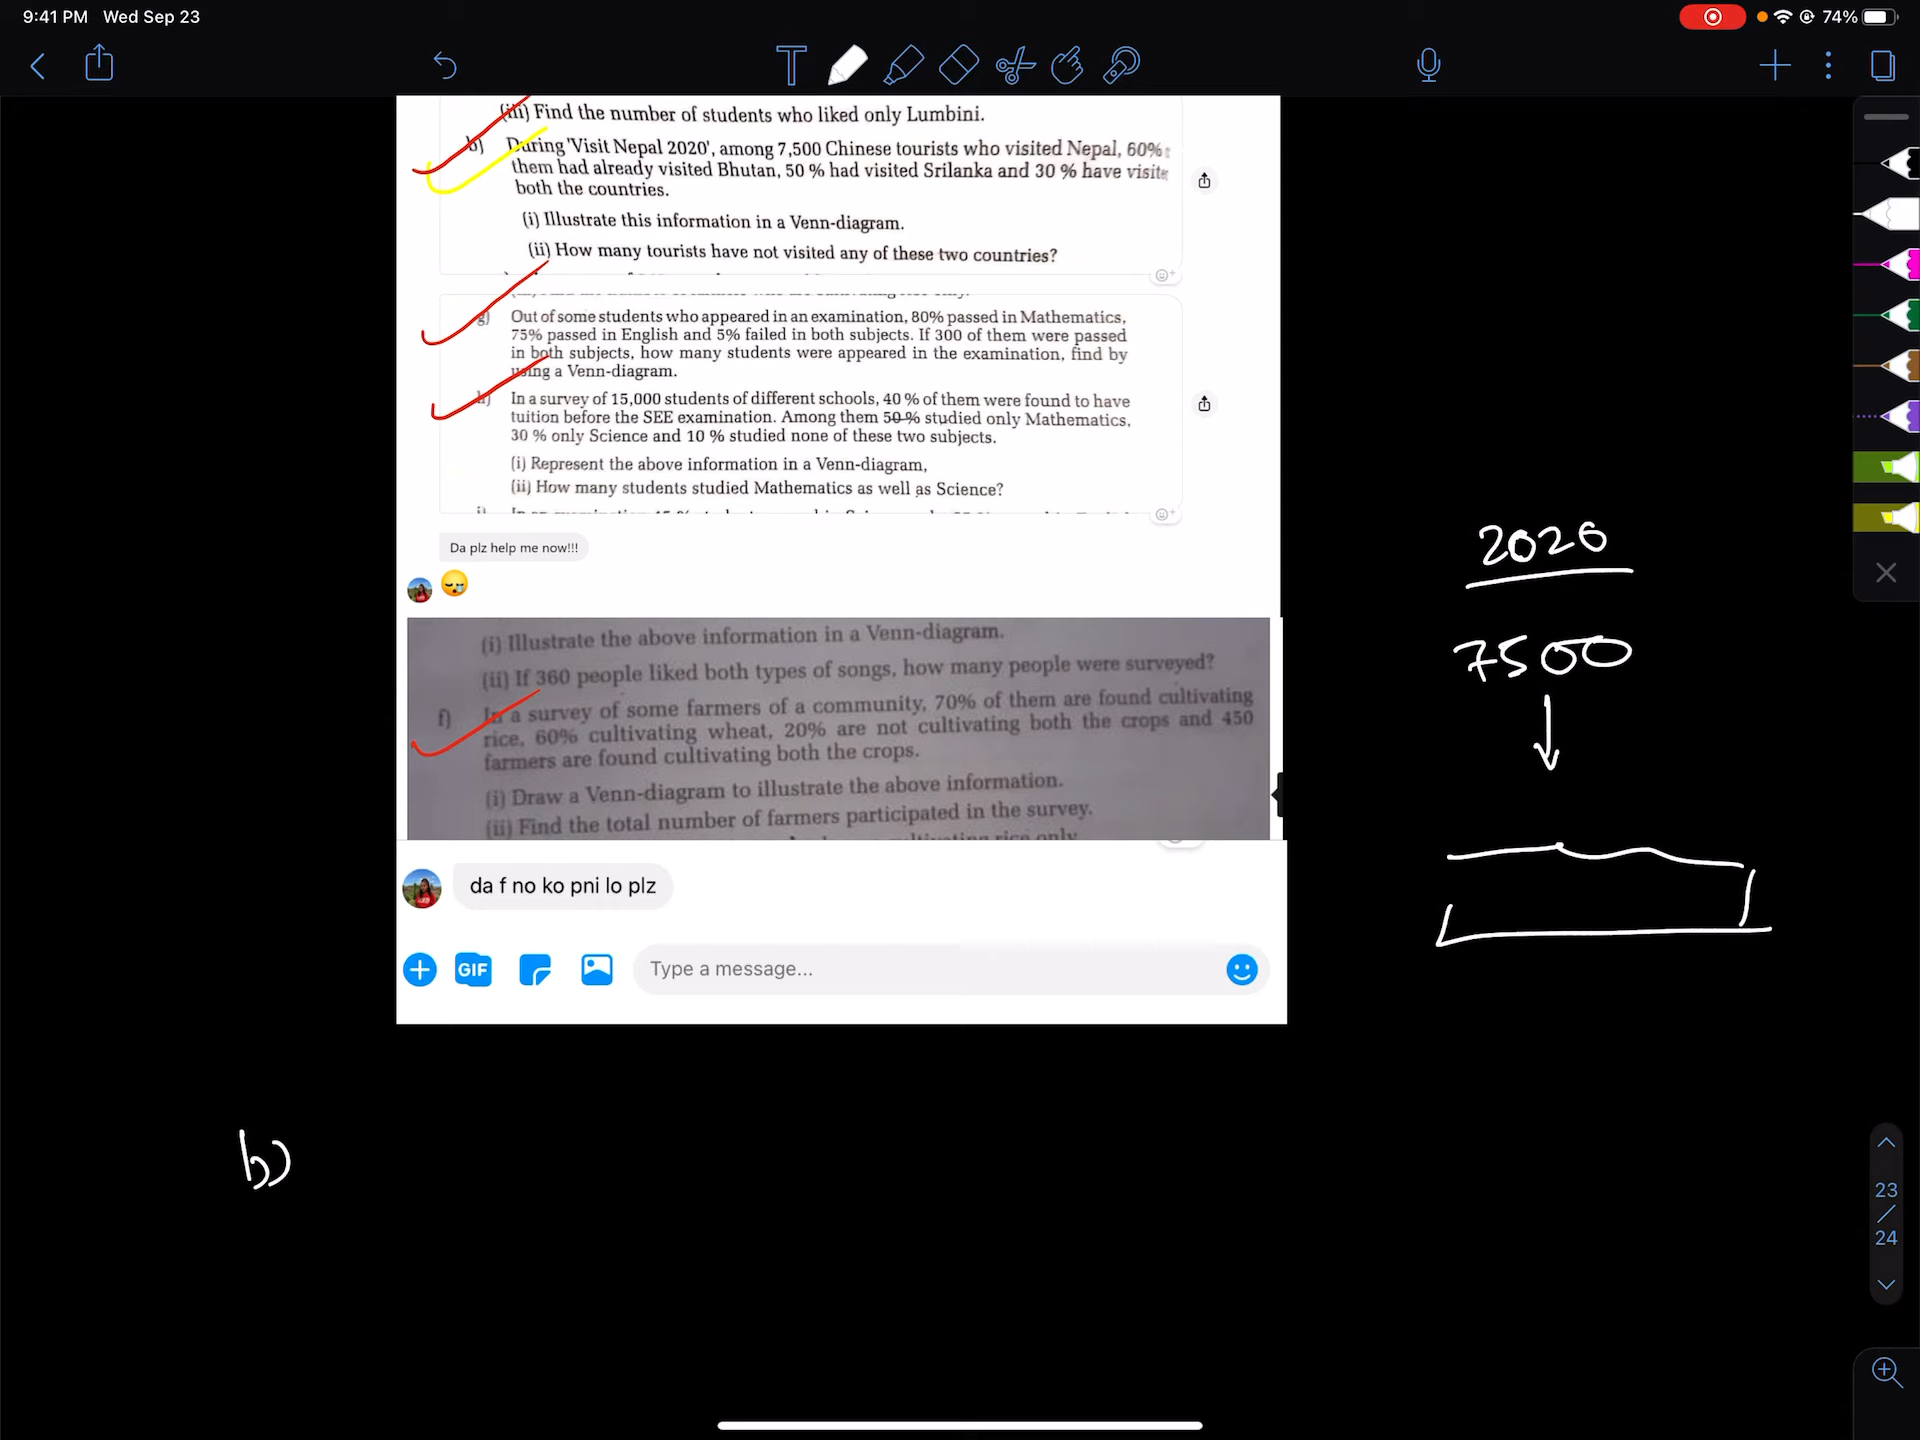 9:41 PM Wed Sep 23
74%
(iii) Find the number of students who liked only Lumbini.
b) During 'Visit Nepal 2020', among 7,500 Chinese tourists who visited Nepal, 60%
them had already visited Bhutan, 50 % had visited Srilanka and 30 % have
both the countries.
(i) Illustrate this information in a Venn-diagram.
(ii) How many tourists have not visited any of these two countries?
g) Out of some students who appeared in an examination, 80% passed in Mathematics,
75% passed in English and 5% failed in both subjects. If 300 of them were passed
in both subjects, how many students were appeared in the examination, find by
using a Venn-diagram.
h) In a survey of 15,000 students of different schools, 40 % of them were found to have
tuition before the SEE examination. Among them 50 % studied only Mathematics,
30 % only Science and 10 % studied none of these two subjects.
(i) Represent the above information in a Venn-diagram,
(ii) How many students studied Mathematics as well as Science?
Da plz help me now!!!
(i) Illustrate the above information in a Venn-diagram.
(ii) If 360 people liked both types of songs, how many people were surveyed?
f) In a survey of some farmers of a community, 70% of them are found cultivating
rice, 60% cultivating wheat, 20% are not cultivating both the crops and 450
farmers are found cultivating both the crops.
(i) Draw a Venn-diagram to illustrate the above information.
(ii) Find the total number of farmers participated in the survey.
rice only
da f no ko pni lo plz
GIF
Type a message...
2020
7500
b)
23
24